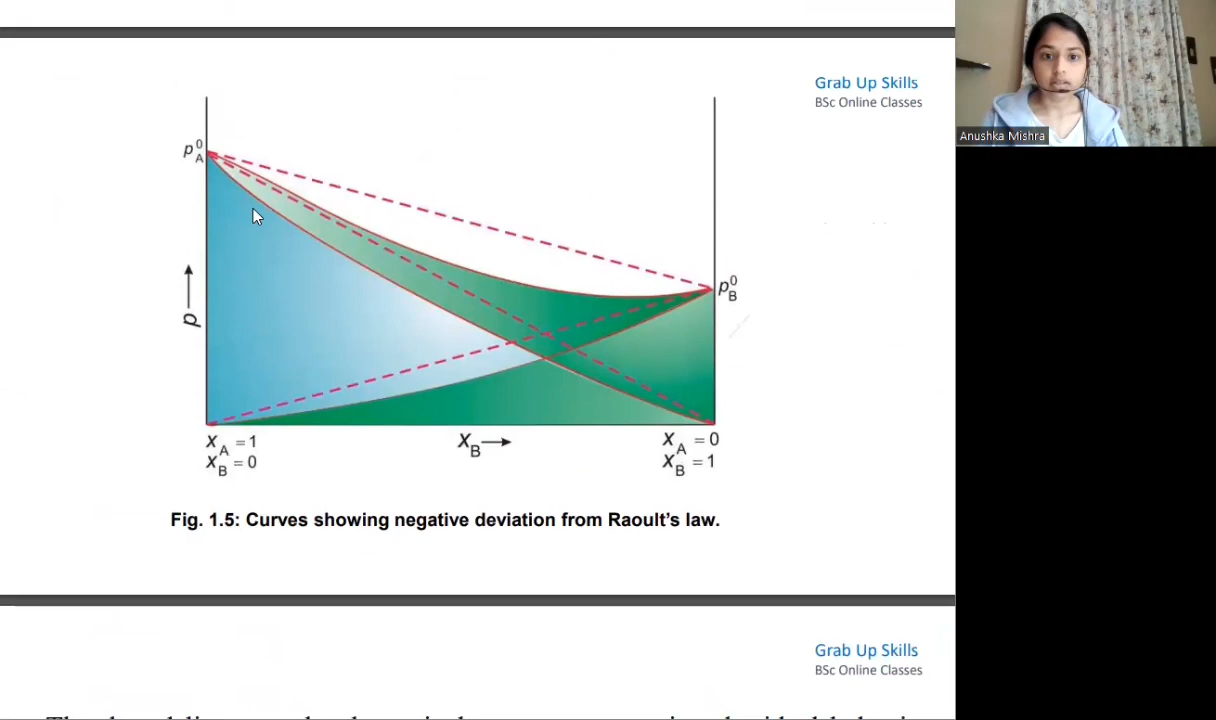 Grab Up Skills
BSc Online Classes
Anushka Mishra
p⁰A
p⁰B
p
XA =1
XB =0
XB
XA =0
XB =1
Fig. 1.5: Curves showing negative deviation from Raoult's law.
Grab Up Skills
BSc Online Classes